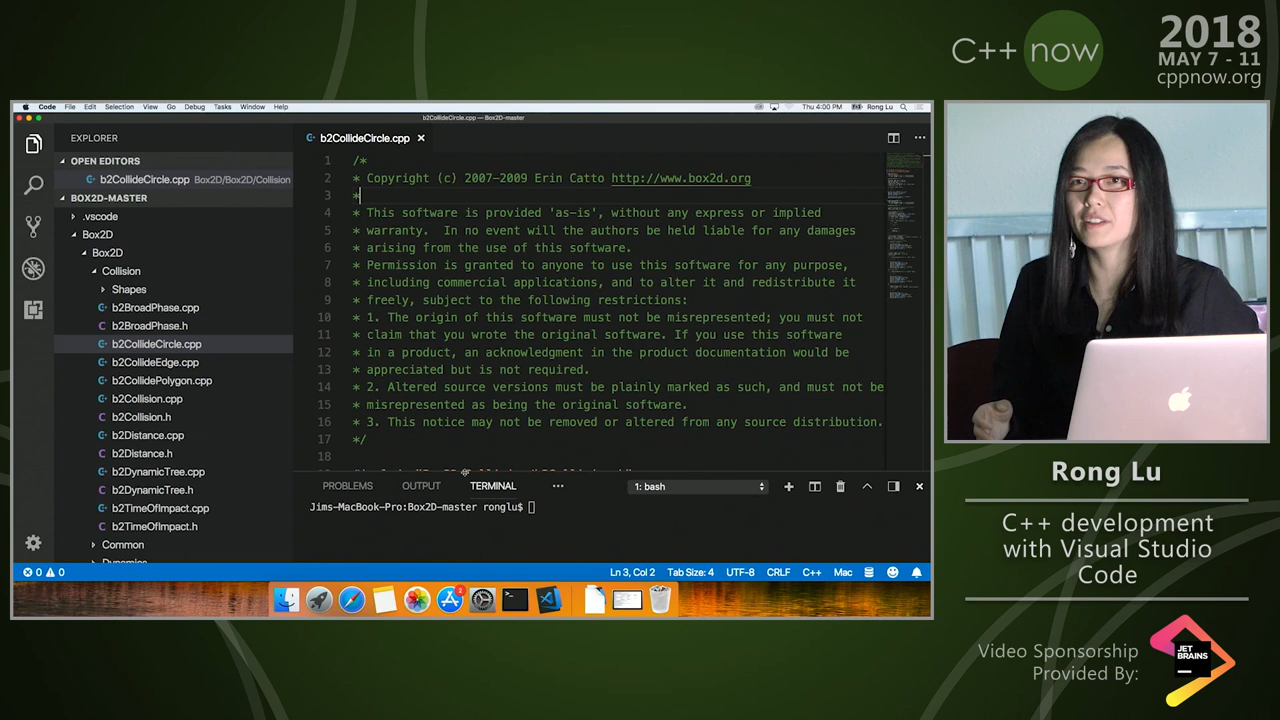 C++ now
2018
MAY 7 - 11
cppnow.org
Code File Edit Selection View Go Debug Tasks Window Help
Thu 4:00 PM Rong Lu
b2CollideCircle.cpp — Box2D-master
EXPLORER
OPEN EDITORS
b2CollideCircle.cpp Box2D/Box2D/Collision
BOX2D-MASTER
.vscode
Box2D
Box2D
Collision
Shapes
b2BroadPhase.cpp
b2BroadPhase.h
b2CollideCircle.cpp
b2CollideEdge.cpp
b2CollidePolygon.cpp
b2Collision.cpp
b2Collision.h
b2Distance.cpp
b2Distance.h
b2DynamicTree.cpp
b2DynamicTree.h
b2TimeOfImpact.cpp
b2TimeOfImpact.h
Common
b2CollideCircle.cpp
1 /*
2 * Copyright (c) 2007-2009 Erin Catto http://www.box2d.org
3 *
4 * This software is provided 'as-is', without any express or implied
5 * warranty.  In no event will the authors be held liable for any damages
6 * arising from the use of this software.
7 * Permission is granted to anyone to use this software for any purpose,
8 * including commercial applications, and to alter it and redistribute it
9 * freely, subject to the following restrictions:
10 * 1. The origin of this software must not be misrepresented; you must not
11 * claim that you wrote the original software. If you use this software
12 * in a product, an acknowledgment in the product documentation would be
13 * appreciated but is not required.
14 * 2. Altered source versions must be plainly marked as such, and must not be
15 * misrepresented as being the original software.
16 * 3. This notice may not be removed or altered from any source distribution.
17 */
18
PROBLEMS OUTPUT TERMINAL ••• 1: bash
Jims-MacBook-Pro:Box2D-master ronglu$
0 0 Ln 3, Col 2 Tab Size: 4 UTF-8 CRLF C++ Mac
Rong Lu
C++ development
with Visual Studio
Code
Video Sponsorship
Provided By:
JET
BRAINS